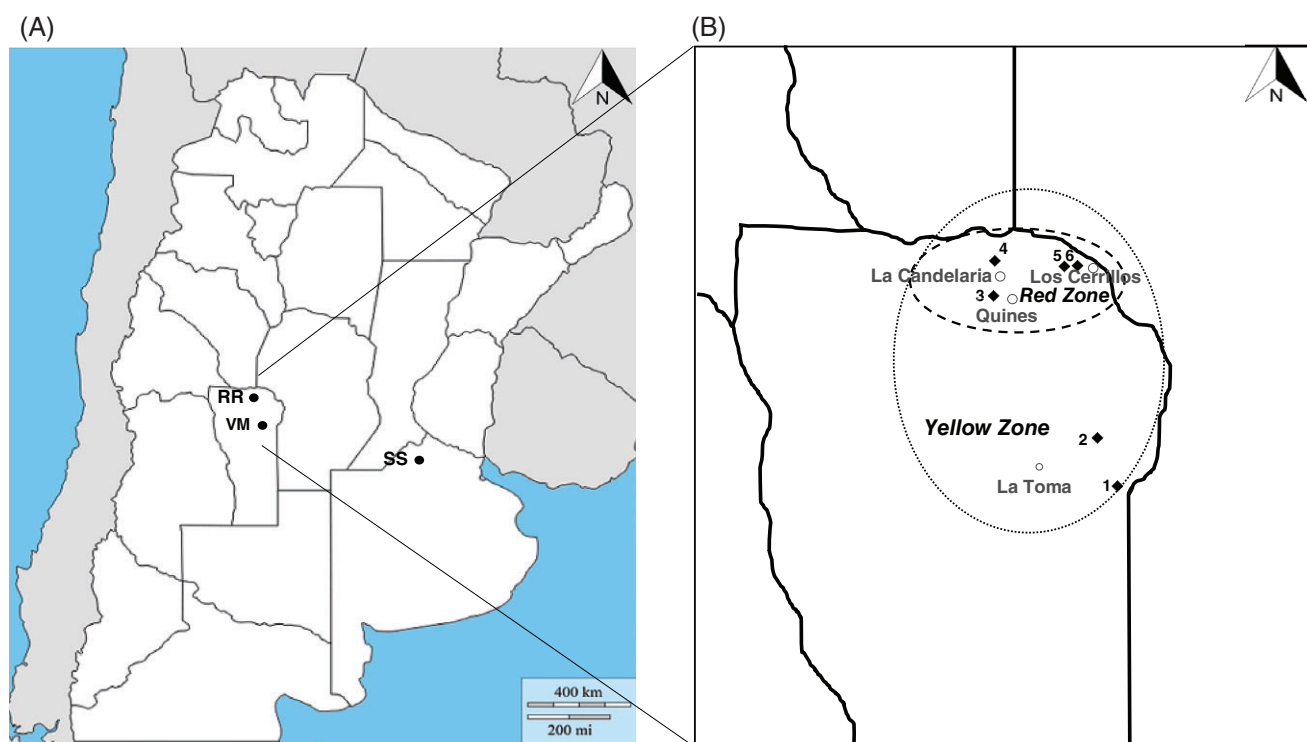 (A)
N
RR
VM
SS
400 km
200 mi
(B)
N
4
5 6
La Candelaria
Los Cerrillos
3
Red Zone
Quines
Yellow Zone
2
La Toma
1